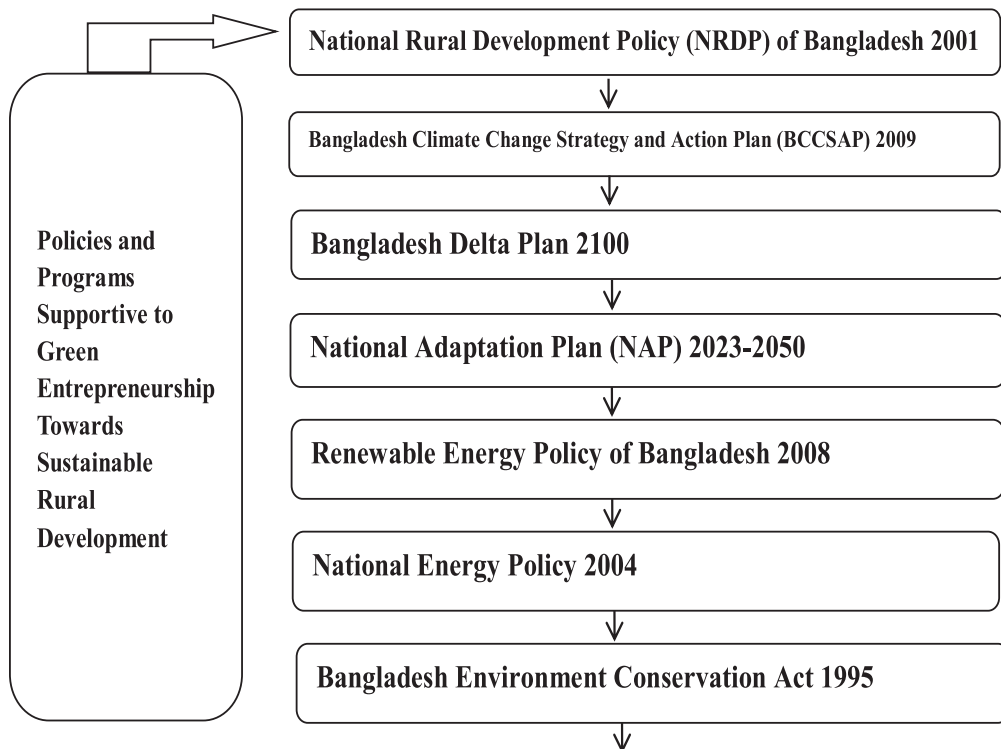 Policies and
Programs
Supportive to
Green
Entrepreneurship
Towards
Sustainable
Rural
Development
National Rural Development Policy (NRDP) of Bangladesh 2001
Bangladesh Climate Change Strategy and Action Plan (BCCSAP) 2009
Bangladesh Delta Plan 2100
National Adaptation Plan (NAP) 2023-2050
Renewable Energy Policy of Bangladesh 2008
National Energy Policy 2004
Bangladesh Environment Conservation Act 1995